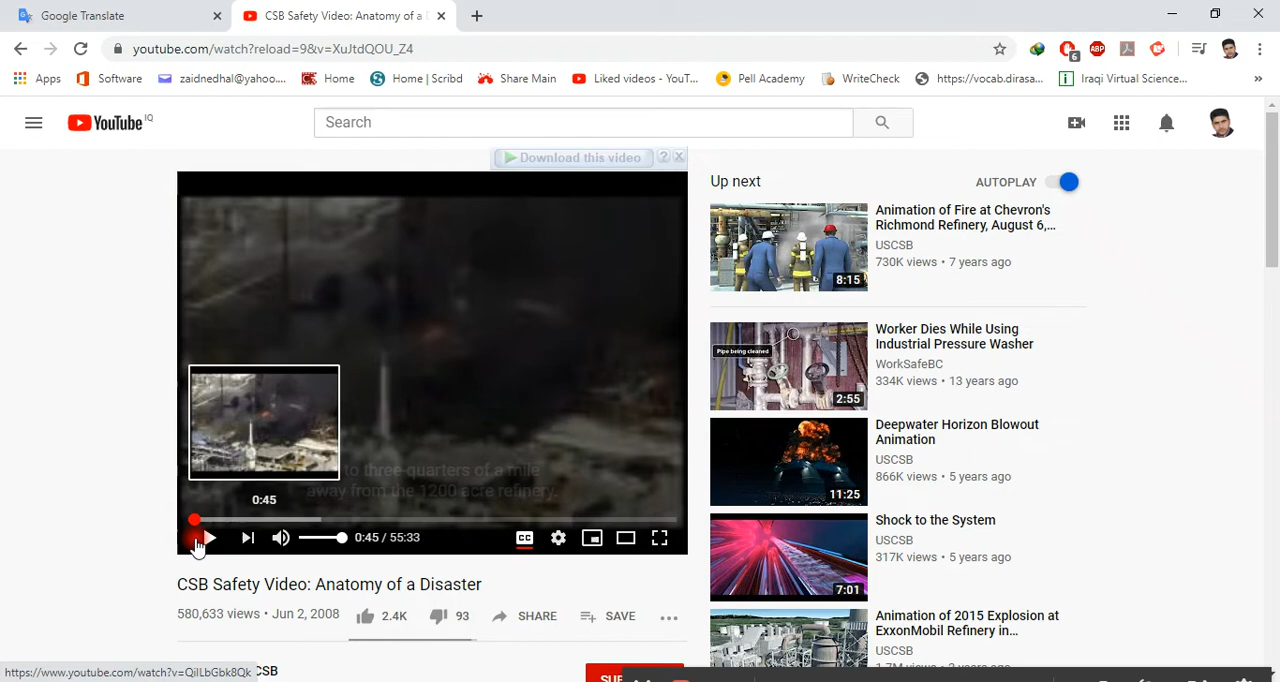 Google Translate
CSB Safety Video: Anatomy of a D
youtube.com/watch?reload=9&v=XuJtdQOU_Z4
6
ABP
Apps
Software
zaidnedhal@yahoo....
Home
Home | Scribd
Share Main
Liked videos - YouT...
Pell Academy
WriteCheck
https://vocab.dirasa...
Iraqi Virtual Science...
»
YouTube IQ
Search
Download this video
?
Up next
AUTOPLAY
Animation of Fire at Chevron's
Richmond Refinery, August 6,...
USCSB
730K views • 7 years ago
8:15
Pipe being cleaned
Worker Dies While Using
Industrial Pressure Washer
WorkSafeBC
334K views • 13 years ago
2:55
Deepwater Horizon Blowout
Animation
USCSB
866K views • 5 years ago
11:25
Shock to the System
USCSB
317K views • 5 years ago
7:01
Animation of 2015 Explosion at
ExxonMobil Refinery in...
USCSB
1.7M views
to three-quarters of a mile
away from the 1200 acre refinery.
0:45
0:45 / 55:33
CC
CSB Safety Video: Anatomy of a Disaster
580,633 views • Jun 2, 2008
2.4K
93
SHARE
SAVE
https://www.youtube.com/watch?v=QiILbGbk8Qk
CSB